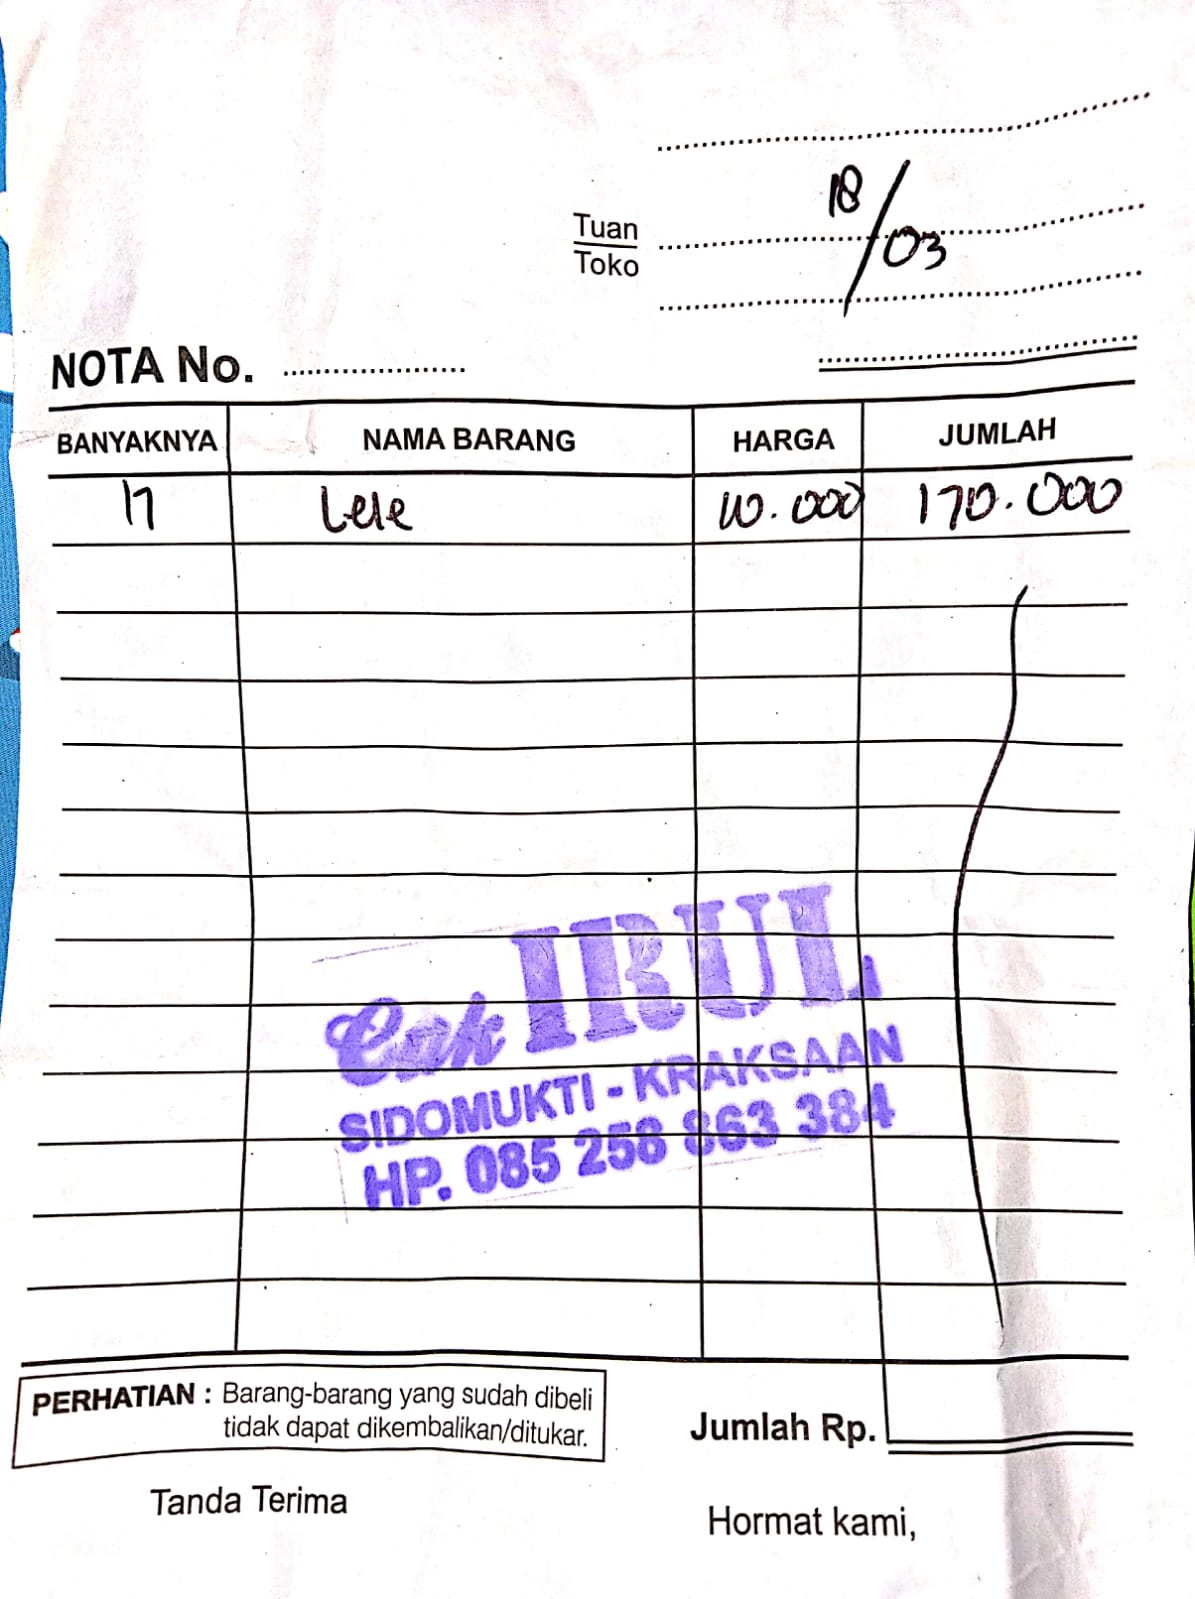 18/03
Tuan
Toko
NOTA No. ....................
BANYAKNYA NAMA BARANG HARGA JUMLAH
17 Lele 10.000 170.000
Cak IRUL
SIDOMUKTI - KRAKSAAN
HP. 085 258 863 384
PERHATIAN : Barang-barang yang sudah dibeli
tidak dapat dikembalikan/ditukar.
Jumlah Rp.
Tanda Terima
Hormat kami,